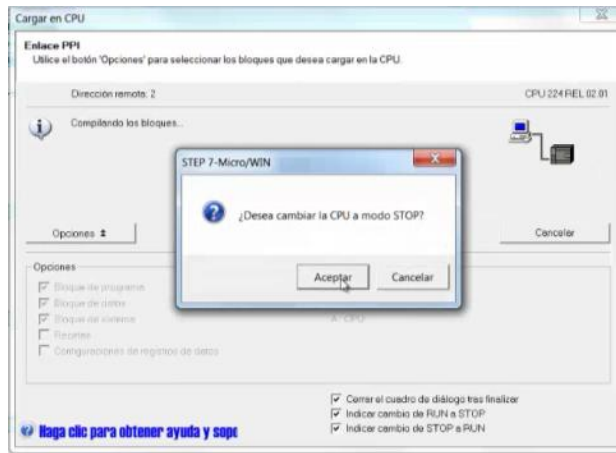 Cargar en CPU
Enlace PPI
Utilice el botón 'Opciones' para seleccionar los bloques que desea cargar en la CPU.
Dirección remota: 2 CPU 224 REL 02.01
Compilando los bloques...
STEP 7-Micro/WIN
¿Desea cambiar la CPU a modo STOP?
Opciones Cancelar
Aceptar Cancelar
Opciones
Bloque de programa
Bloque de datos
Bloque del sistema A: CPU
Recetas
Configuraciones de registros de datos
Cerrar el cuadro de diálogo tras finalizar
Indicar cambio de RUN a STOP
Indicar cambio de STOP a RUN
Haga clic para obtener ayuda y sopo